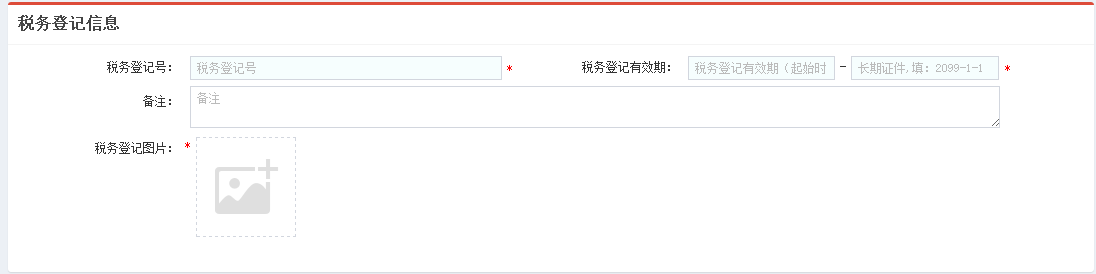 税务登记信息
税务登记号： 税务登记号 * 税务登记有效期： 税务登记有效期（起始时 - 长期证件,填：2099-1-1 *
备注： 备注
税务登记图片： *